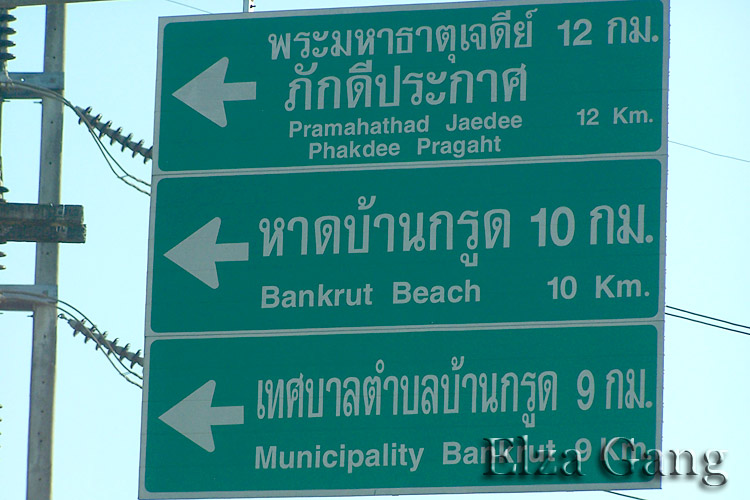 พระมหาธาตุเจดีย์ 12 กม.
ภักดีประกาศ
Pramahathad Jaedee 12 Km.
Phakdee Pragaht
หาดบ้านกรูด 10 กม.
Bankrut Beach 10 Km.
เทศบาลตำบลบ้านกรูด 9 กม.
Municipality Bankrut 9 Km.
Elza Gang